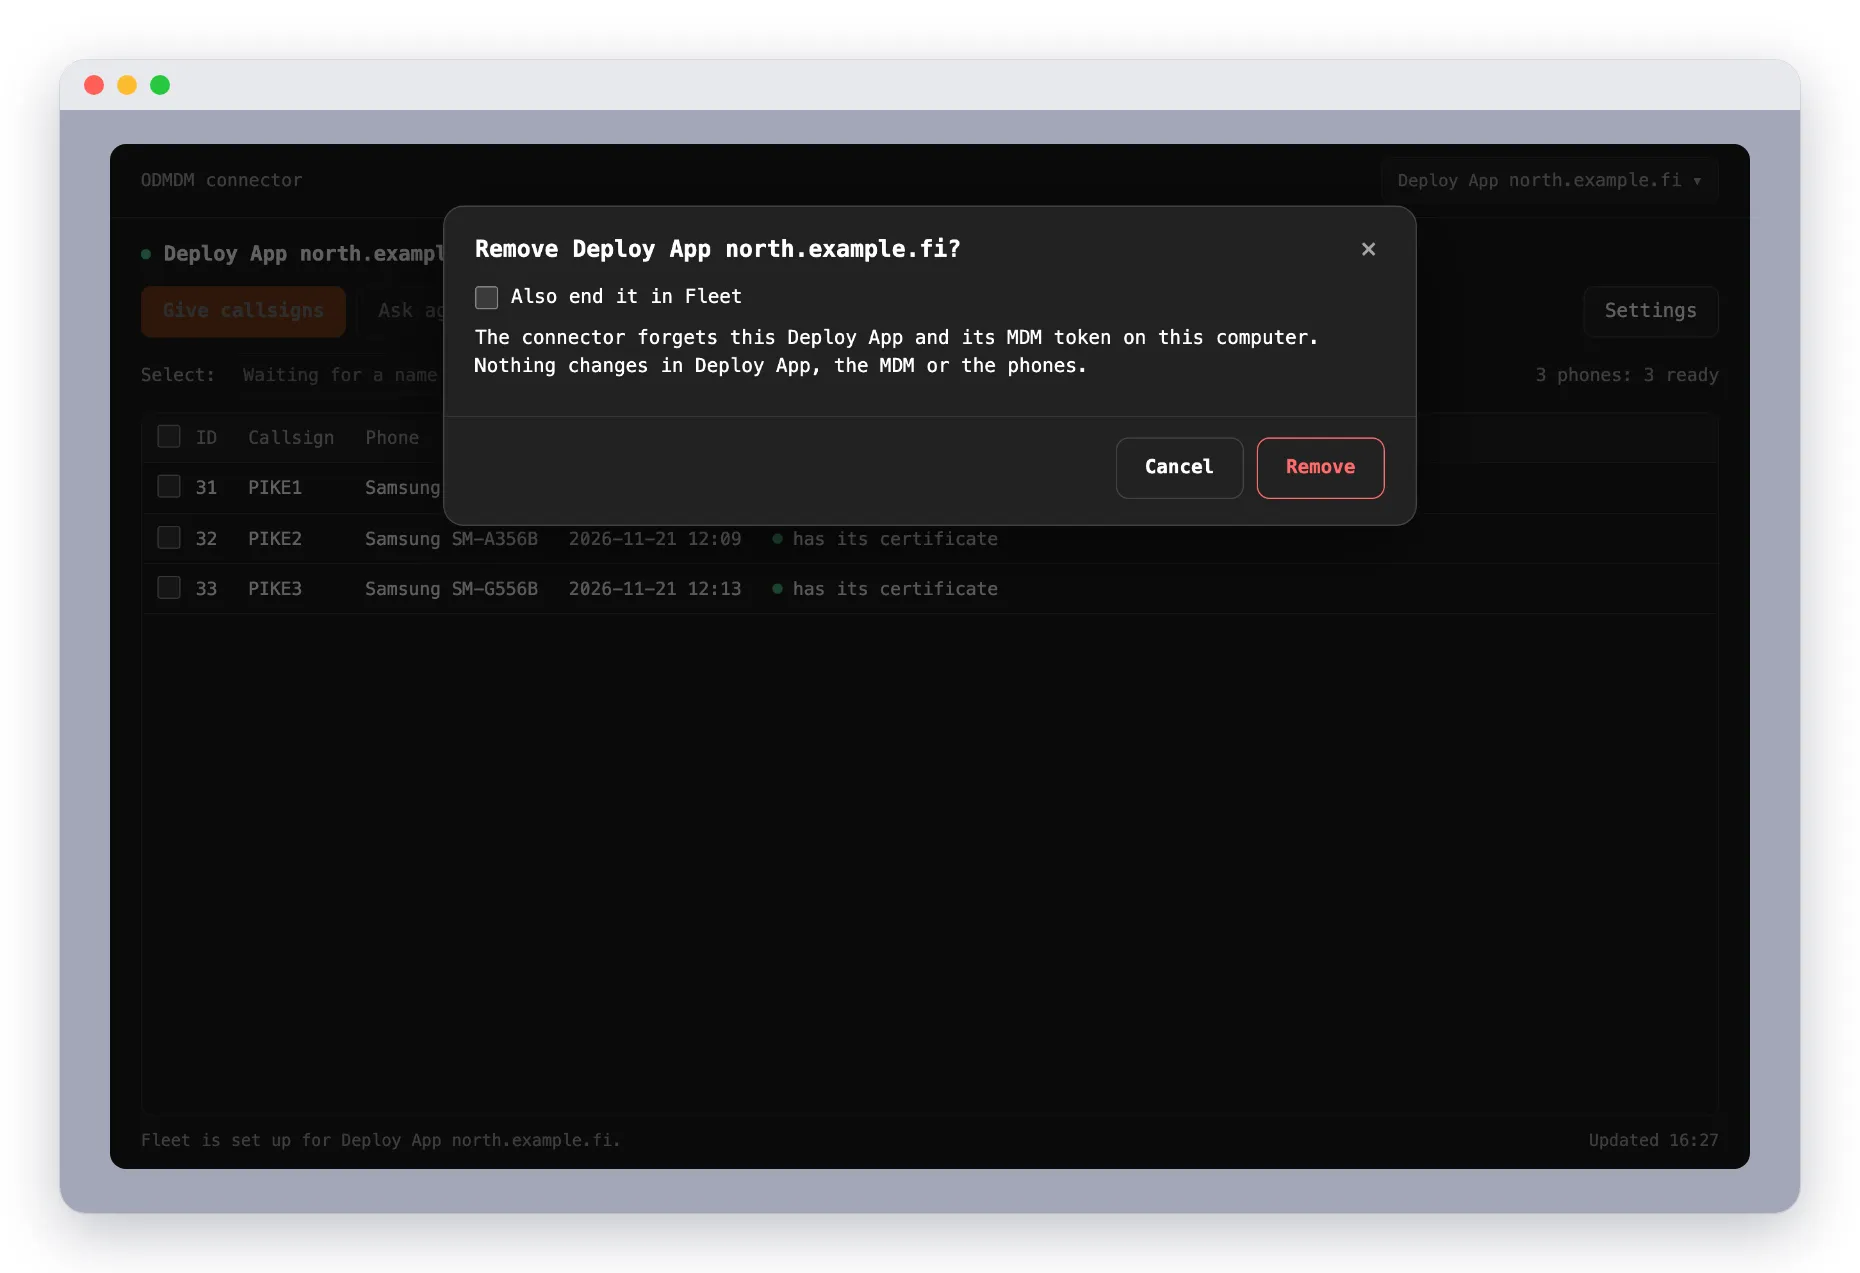 ODMDM connector
Deploy App north.example.fi ▾
Deploy App north.exampl
Remove Deploy App north.example.fi?
×
Give callsigns
Ask ag
Also end it in Fleet
Settings
The connector forgets this Deploy App and its MDM token on this computer.
Nothing changes in Deploy App, the MDM or the phones.
Select:
Waiting for a name
3 phones: 3 ready
ID Callsign Phone
Cancel
Remove
31 PIKE1 Samsung
32 PIKE2 Samsung SM-A356B 2026-11-21 12:09 has its certificate
33 PIKE3 Samsung SM-G556B 2026-11-21 12:13 has its certificate
Fleet is set up for Deploy App north.example.fi.
Updated 16:27